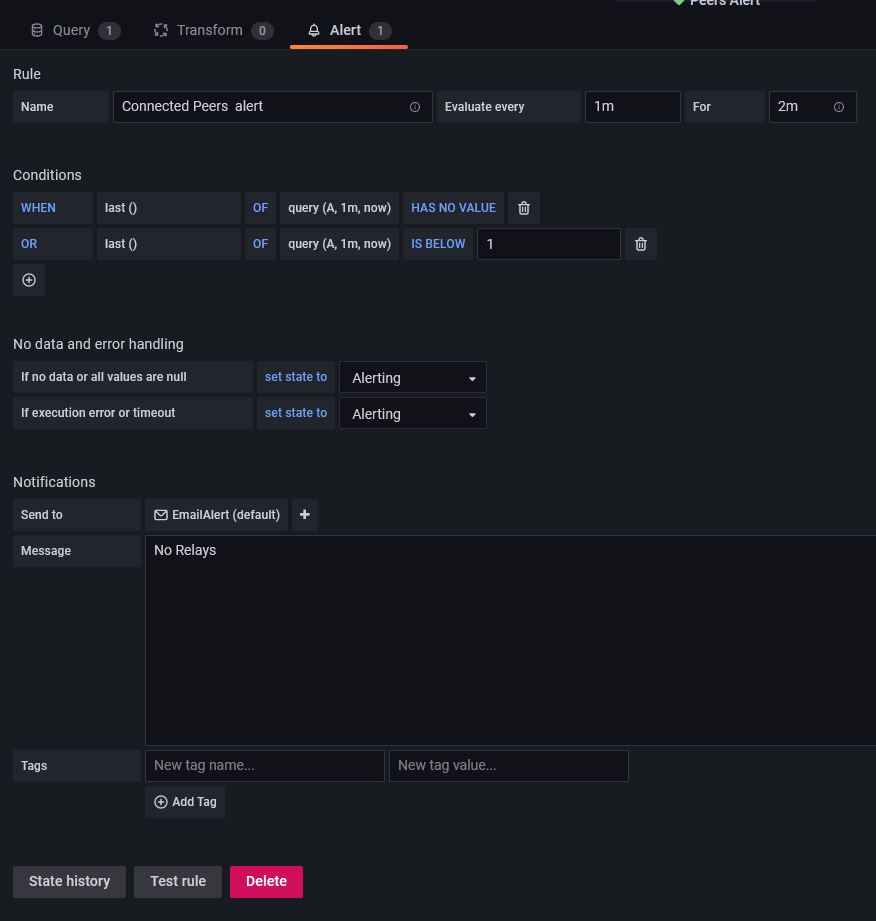 Peers Alert
Query 1 Transform 0 Alert 1
Rule
Name Connected Peers alert Evaluate every 1m For 2m
Conditions
WHEN last () OF query (A, 1m, now) HAS NO VALUE
OR last () OF query (A, 1m, now) IS BELOW 1
No data and error handling
If no data or all values are null set state to Alerting
If execution error or timeout set state to Alerting
Notifications
Send to EmailAlert (default)
Message No Relays
Tags New tag name... New tag value...
Add Tag
State history Test rule Delete